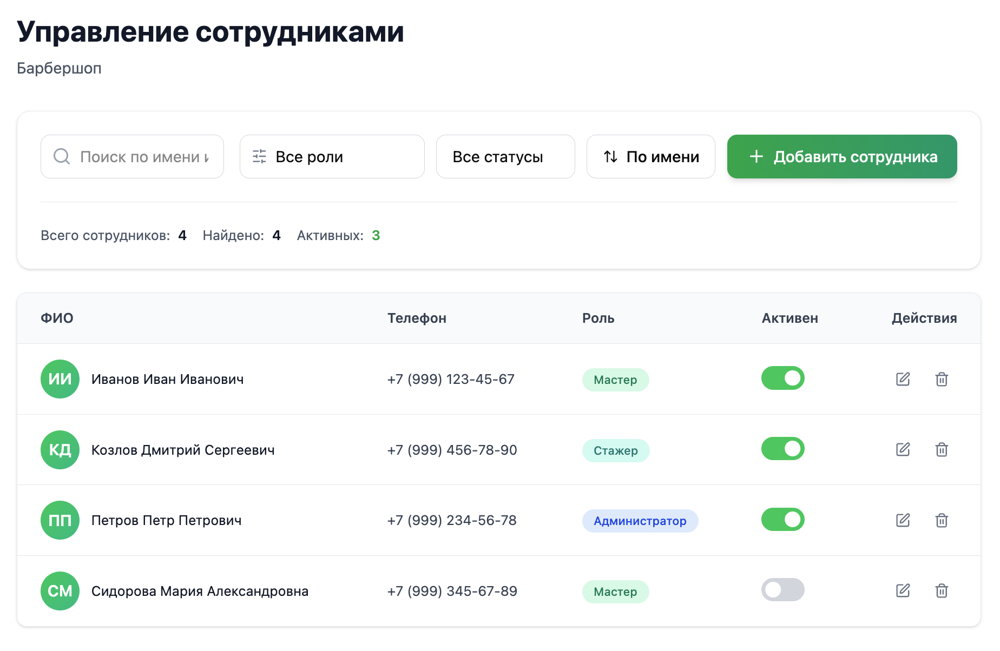 Управление сотрудниками
Барбершоп
Поиск по имени и
Все роли
Все статусы
По имени
Добавить сотрудника
Всего сотрудников: 4 Найдено: 4 Активных: 3
ФИО Телефон Роль Активен Действия
ИИ Иванов Иван Иванович +7 (999) 123-45-67 Мастер
КД Козлов Дмитрий Сергеевич +7 (999) 456-78-90 Стажер
ПП Петров Петр Петрович +7 (999) 234-56-78 Администратор
СМ Сидорова Мария Александровна +7 (999) 345-67-89 Мастер